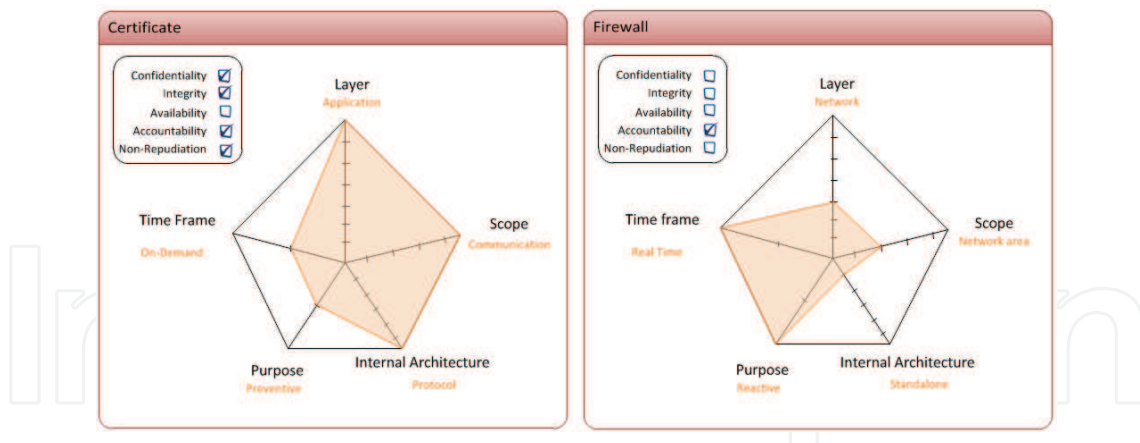 Certificate
Confidentiality
Integrity
Availability
Accountability
Non-Repudiation
Layer
Application
Time Frame
On-Demand
Scope
Communication
Purpose
Preventive
Internal Architecture
Protocol
Firewall
Confidentiality
Integrity
Availability
Accountability
Non-Repudiation
Layer
Network
Time frame
Real Time
Scope
Network area
Purpose
Reactive
Internal Architecture
Standalone